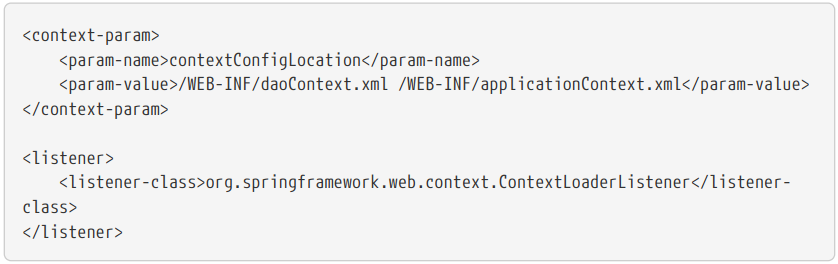 <context-param>
    <param-name>contextConfigLocation</param-name>
    <param-value>/WEB-INF/daoContext.xml /WEB-INF/applicationContext.xml</param-value>
</context-param>

<listener>
    <listener-class>org.springframework.web.context.ContextLoaderListener</listener-
class>
</listener>